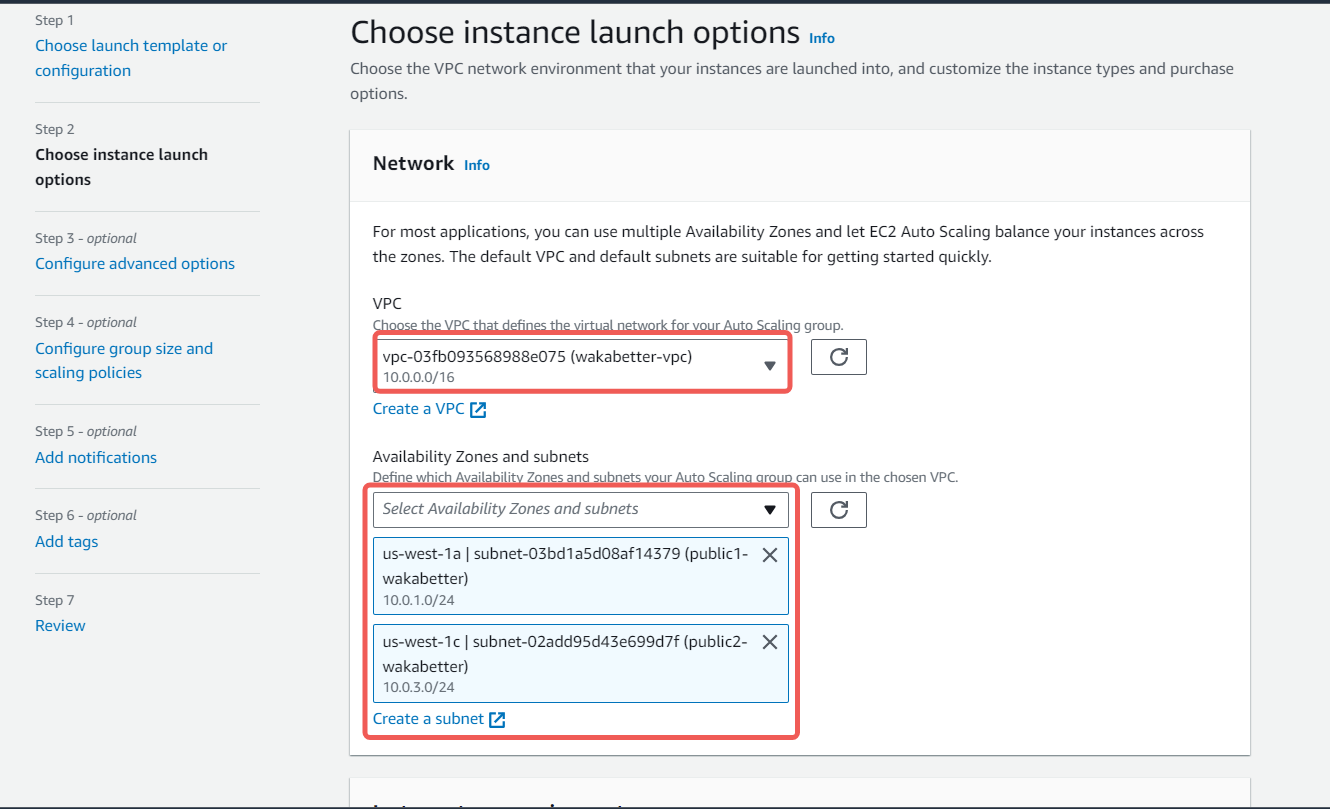 Step 1
Choose launch template or
configuration
Step 2
Choose instance launch
options
Step 3 - optional
Configure advanced options
Step 4 - optional
Configure group size and
scaling policies
Step 5 - optional
Add notifications
Step 6 - optional
Add tags
Step 7
Review
Choose instance launch options Info
Choose the VPC network environment that your instances are launched into, and customize the instance types and purchase
options.
Network Info
For most applications, you can use multiple Availability Zones and let EC2 Auto Scaling balance your instances across
the zones. The default VPC and default subnets are suitable for getting started quickly.
VPC
Choose the VPC that defines the virtual network for your Auto Scaling group.
vpc-03fb093568988e075 (wakabetter-vpc)
10.0.0.0/16
Create a VPC
Availability Zones and subnets
Define which Availability Zones and subnets your Auto Scaling group can use in the chosen VPC.
Select Availability Zones and subnets
us-west-1a | subnet-03bd1a5d08af14379 (public1-
wakabetter)
10.0.1.0/24
us-west-1c | subnet-02add95d43e699d7f (public2-
wakabetter)
10.0.3.0/24
Create a subnet